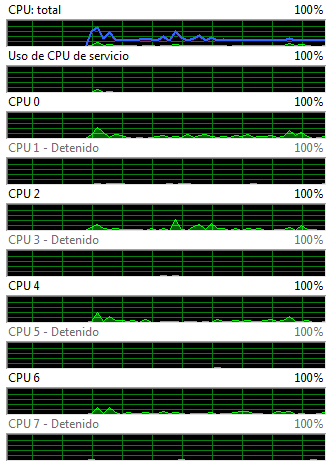 CPU: total 100%
Uso de CPU de servicio 100%
CPU 0 100%
CPU 1 - Detenido 100%
CPU 2 100%
CPU 3 - Detenido 100%
CPU 4 100%
CPU 5 - Detenido 100%
CPU 6 100%
CPU 7 - Detenido 100%